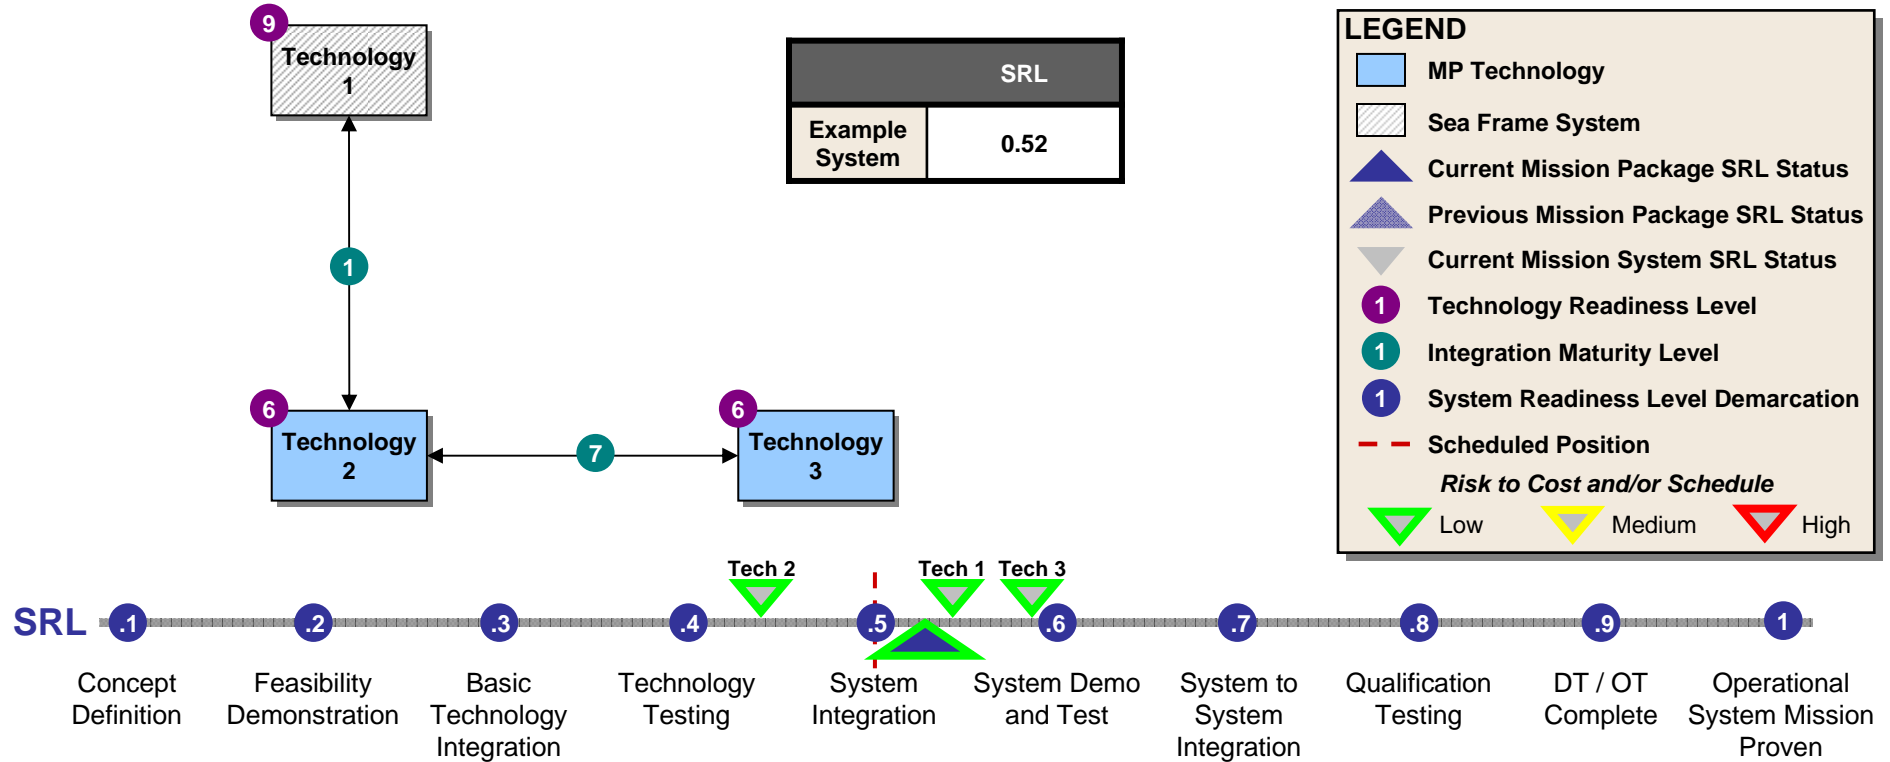 9
Technology
1
1
6
Technology
2
7
6
Technology
3
SRL
Example
System
0.52
LEGEND
MP Technology
Sea Frame System
Current Mission Package SRL Status
Previous Mission Package SRL Status
Current Mission System SRL Status
1 Technology Readiness Level
1 Integration Maturity Level
1 System Readiness Level Demarcation
Scheduled Position
Risk to Cost and/or Schedule
Low Medium High
Tech 2 Tech 1 Tech 3
SRL .1 .2 .3 .4 .5 .6 .7 .8 .9 1
Concept
Definition
Feasibility
Demonstration
Basic
Technology
Integration
Technology
Testing
System
Integration
System Demo
and Test
System to
System
Integration
Qualification
Testing
DT / OT
Complete
Operational
System Mission
Proven